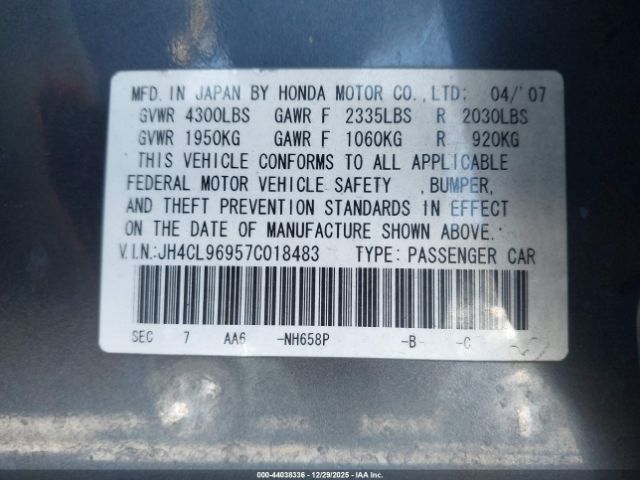 MFD. IN JAPAN BY HONDA MOTOR CO.,LTD: 04/'07
GVWR 4300LBS GAWR F 2335LBS R 2030LBS
GVWR 1950KG GAWR F 1060KG R 920KG
THIS VEHICLE CONFORMS TO ALL APPLICABLE
FEDERAL MOTOR VEHICLE SAFETY ,BUMPER,
AND THEFT PREVENTION STANDARDS IN EFFECT
ON THE DATE OF MANUFACTURE SHOWN ABOVE.
V.I.N.:JH4CL96957C018483 TYPE: PASSENGER CAR
SEC 7 AA6 -NH658P -B -C
000-44038336 - 12/29/2025 - IAA Inc.